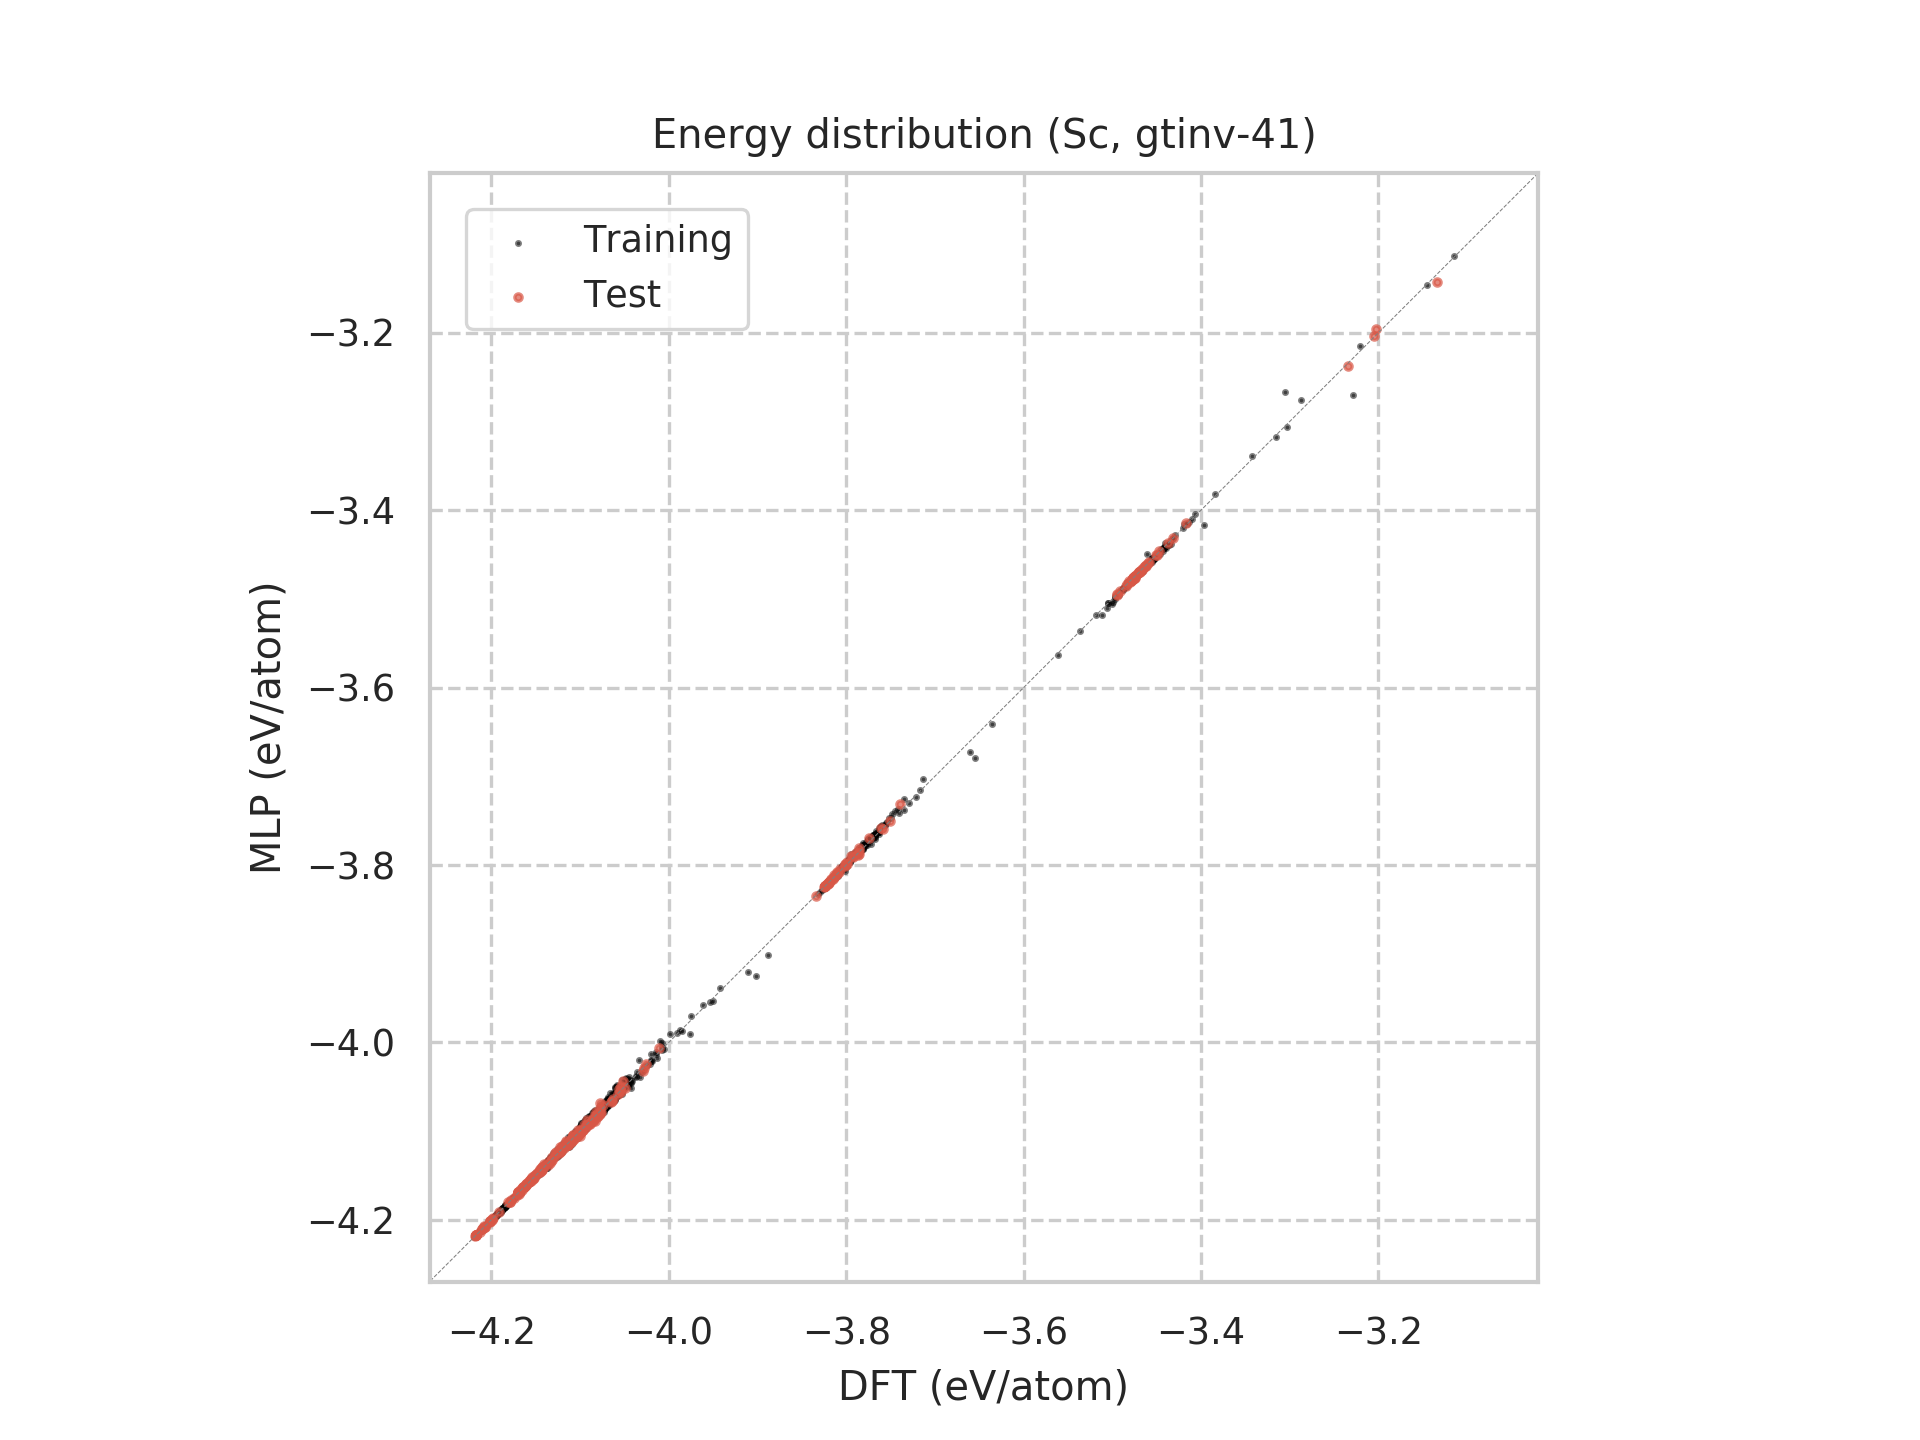 Energy distribution (Sc, gtinv-41)
Training
Test
−3.2
−3.4
−3.6
−3.8
−4.0
−4.2
MLP (eV/atom)
−4.2 −4.0 −3.8 −3.6 −3.4 −3.2
DFT (eV/atom)